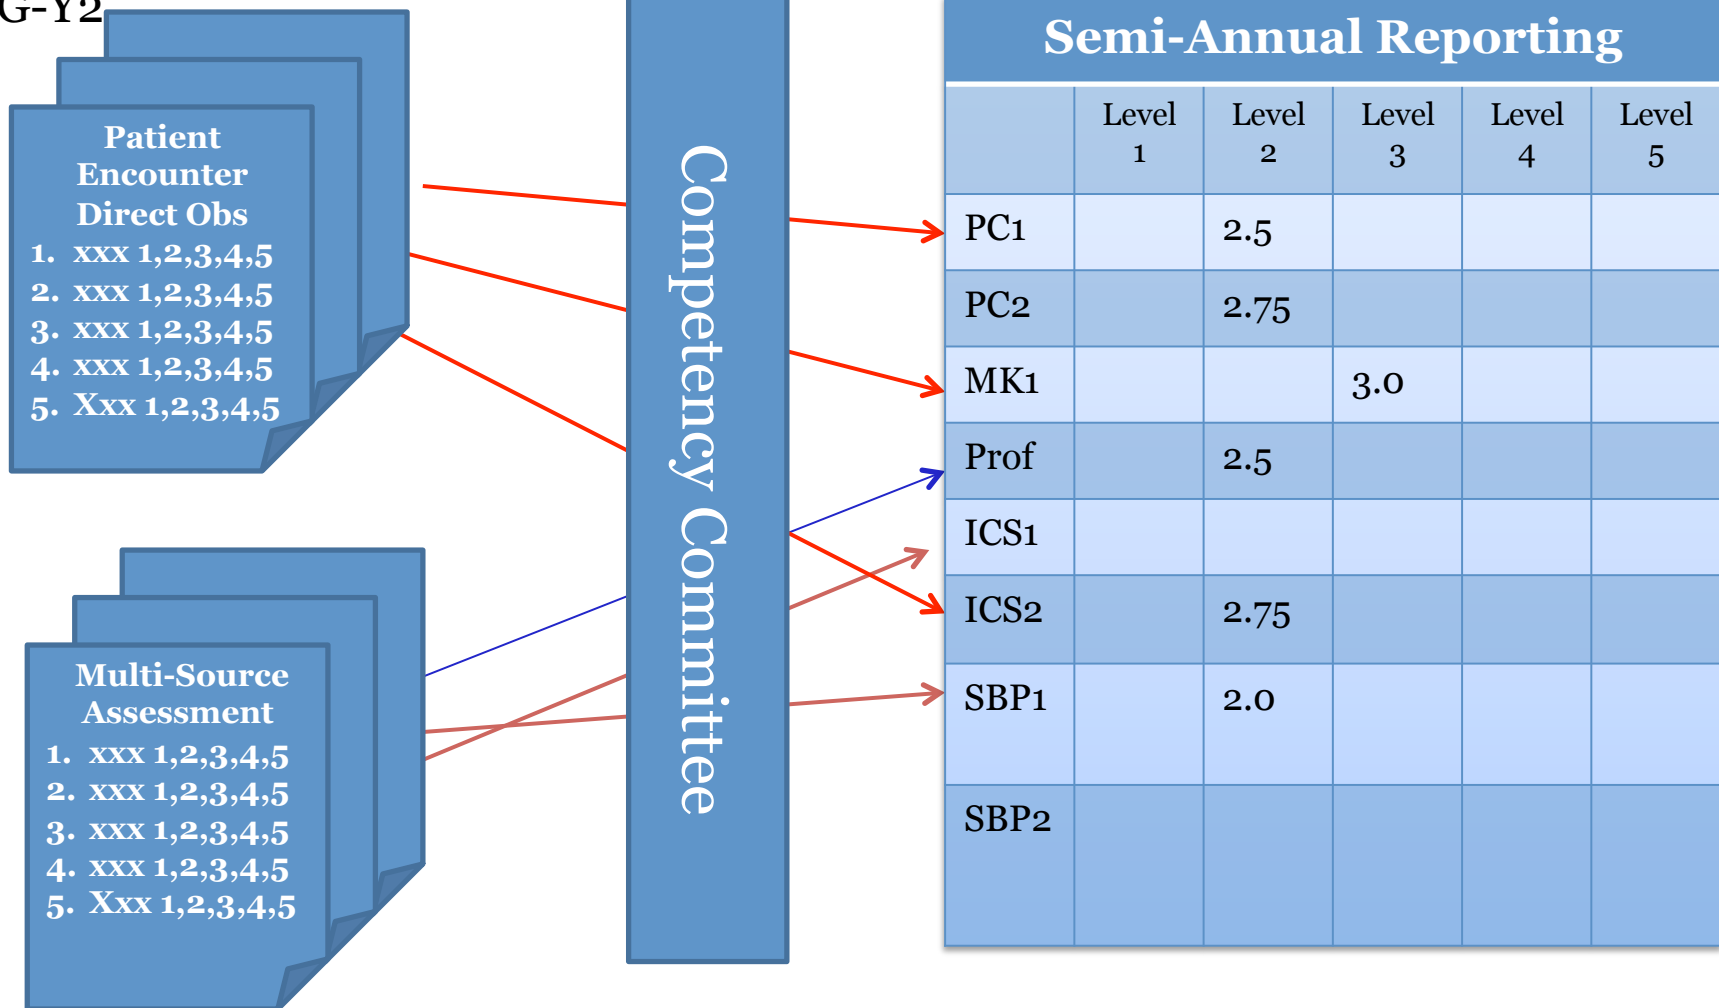 G-Y2
Patient
Encounter
Direct Obs
1. xxx 1,2,3,4,5
2. xxx 1,2,3,4,5
3. xxx 1,2,3,4,5
4. xxx 1,2,3,4,5
5. Xxx 1,2,3,4,5
Multi-Source
Assessment
1. xxx 1,2,3,4,5
2. xxx 1,2,3,4,5
3. xxx 1,2,3,4,5
4. xxx 1,2,3,4,5
5. Xxx 1,2,3,4,5
Competency Committee
Semi-Annual Reporting
Level 1 Level 2 Level 3 Level 4 Level 5
PC1 2.5
PC2 2.75
MK1 3.0
Prof 2.5
ICS1
ICS2 2.75
SBP1 2.0
SBP2